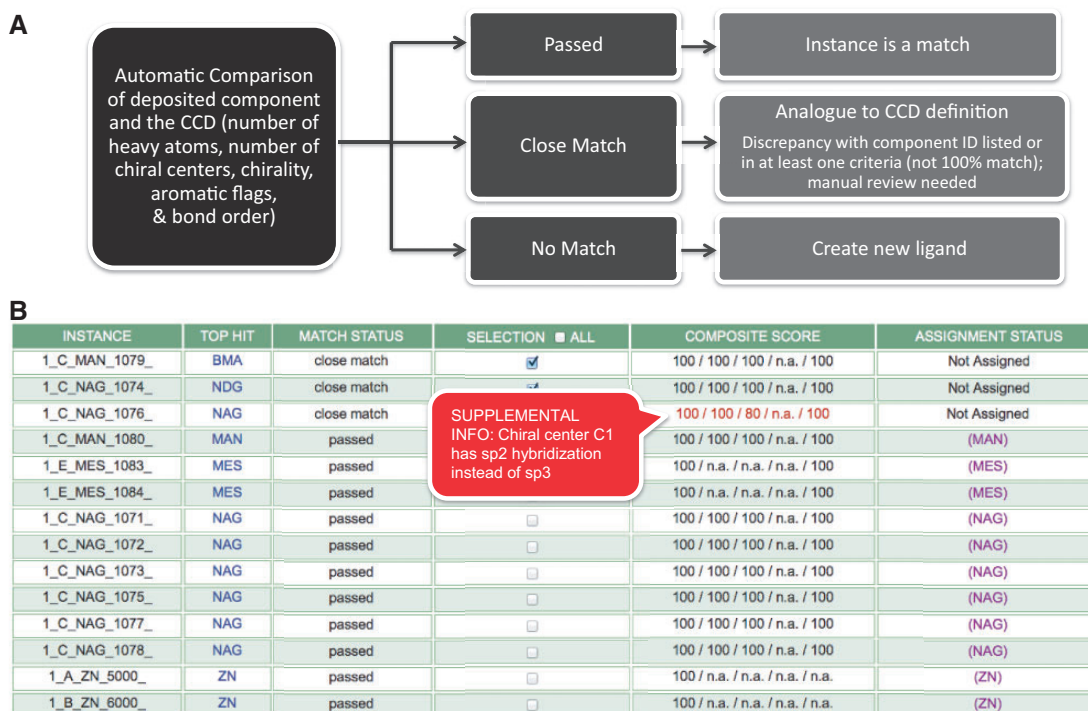 A
Automatic Comparison
of deposited component
and the CCD (number of
heavy atoms, number of
chiral centers, chirality,
aromatic flags,
& bond order)
Passed
Instance is a match
Close Match
Analogue to CCD definition
Discrepancy with component ID listed or
in at least one criteria (not 100% match);
manual review needed
No Match
Create new ligand
B
INSTANCE TOP HIT MATCH STATUS SELECTION ALL COMPOSITE SCORE ASSIGNMENT STATUS
1_C_MAN_1079_ BMA close match 100 / 100 / 100 / n.a. / 100 Not Assigned
1_C_NAG_1074_ NDG close match 100 / 100 / 100 / n.a. / 100 Not Assigned
1_C_NAG_1076_ NAG close match 100 / 100 / 80 / n.a. / 100 Not Assigned
SUPPLEMENTAL
INFO: Chiral center C1
has sp2 hybridization
instead of sp3
1_C_MAN_1080_ MAN passed 100 / 100 / 100 / n.a. / 100 (MAN)
1_E_MES_1083_ MES passed 100 / n.a. / n.a. / n.a. / 100 (MES)
1_E_MES_1084_ MES passed 100 / n.a. / n.a. / n.a. / 100 (MES)
1_C_NAG_1071_ NAG passed 100 / 100 / 100 / n.a. / 100 (NAG)
1_C_NAG_1072_ NAG passed 100 / 100 / 100 / n.a. / 100 (NAG)
1_C_NAG_1073_ NAG passed 100 / 100 / 100 / n.a. / 100 (NAG)
1_C_NAG_1075_ NAG passed 100 / 100 / 100 / n.a. / 100 (NAG)
1_C_NAG_1077_ NAG passed 100 / 100 / 100 / n.a. / 100 (NAG)
1_C_NAG_1078_ NAG passed 100 / 100 / 100 / n.a. / 100 (NAG)
1_A_ZN_5000_ ZN passed 100 / n.a. / n.a. / n.a. / n.a. (ZN)
1_B_ZN_6000_ ZN passed 100 / n.a. / n.a. / n.a. / n.a. (ZN)